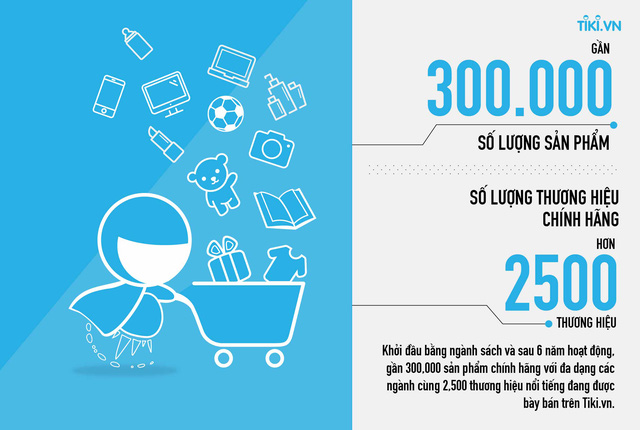 TIKI.VN
GẦN
300.000
SỐ LƯỢNG SẢN PHẨM
SỐ LƯỢNG THƯƠNG HIỆU
CHÍNH HÃNG
HƠN
2500
THƯƠNG HIỆU
Khởi đầu bằng ngành sách và sau 6 năm hoạt động,
gần 300,000 sản phẩm chính hãng với đa dạng các
ngành cùng 2,500 thương hiệu nổi tiếng đang được
bày bán trên Tiki.vn.